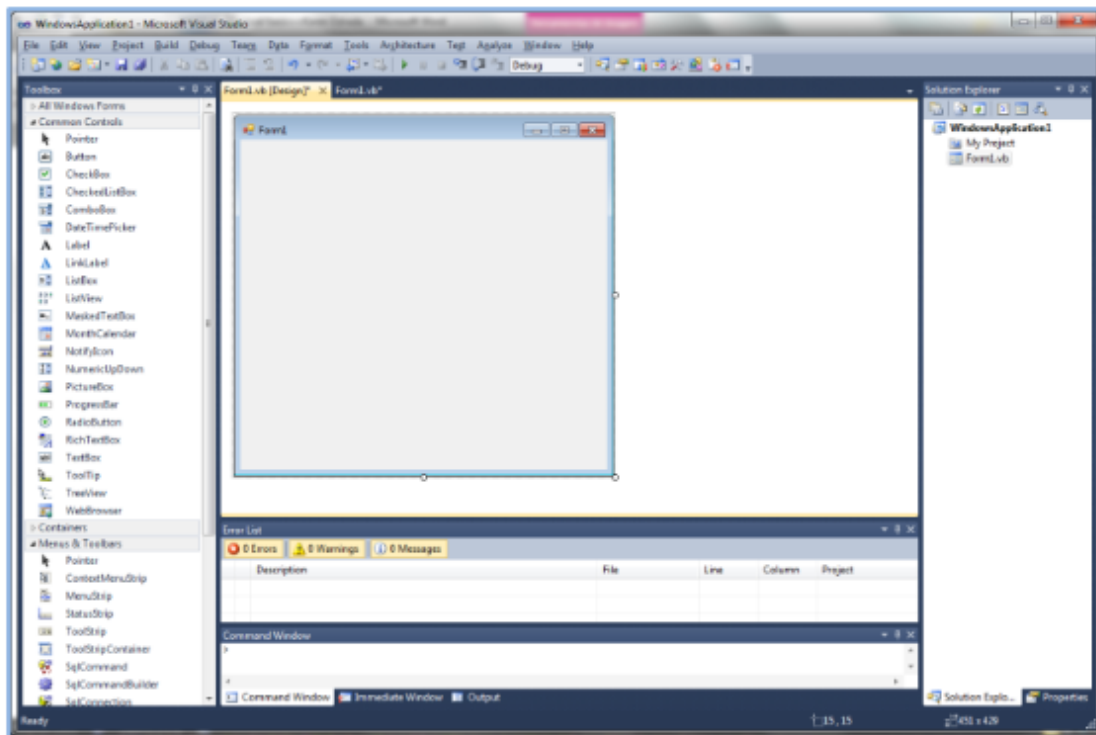 WindowsApplication1 - Microsoft Visual Studio
File Edit View Project Build Debug Team Data Format Tools Architecture Test Analyze Window Help
Debug
Toolbox
All Windows Forms
Common Controls
Pointer
Button
CheckBox
CheckedListBox
ComboBox
DateTimePicker
Label
LinkLabel
ListBox
ListView
MaskedTextBox
MonthCalendar
NotifyIcon
NumericUpDown
PictureBox
ProgressBar
RadioButton
RichTextBox
TextBox
ToolTip
TreeView
WebBrowser
Containers
Menus & Toolbars
Pointer
ContextMenuStrip
MenuStrip
StatusStrip
ToolStrip
ToolStripContainer
SqlCommand
SqlCommandBuilder
SqlConnection
Form1.vb [Design]* Form1.vb*
Form1
Error List
0 Errors 0 Warnings 0 Messages
Description File Line Column Project
Command Window
>
Command Window Immediate Window Output
Solution Explorer
WindowsApplication1
My Project
Form1.vb
Solution Explo... Properties
Ready 15, 15 451 x 429